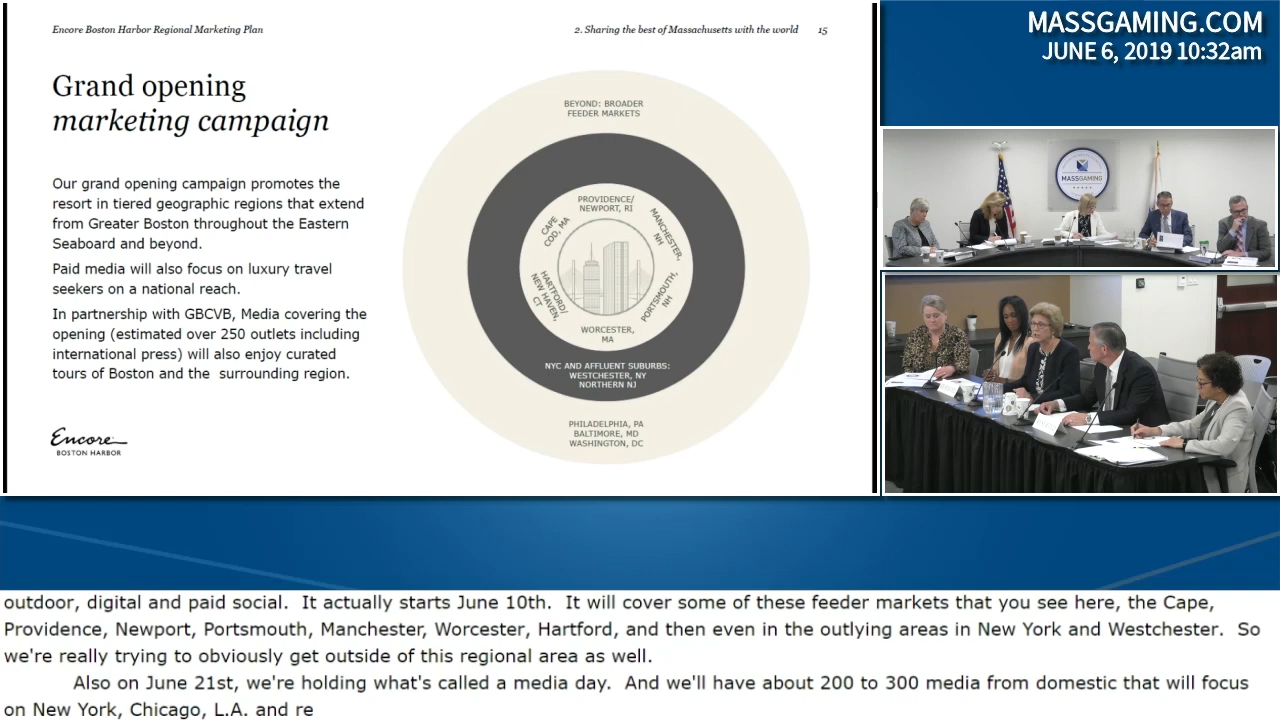 Encore Boston Harbor Regional Marketing Plan
2. Sharing the best of Massachusetts with the world 15
Grand opening
marketing campaign
Our grand opening campaign promotes the
resort in tiered geographic regions that extend
from Greater Boston throughout the Eastern
Seaboard and beyond.
Paid media will also focus on luxury travel
seekers on a national reach.
In partnership with GBCVB, Media covering the
opening (estimated over 250 outlets including
international press) will also enjoy curated
tours of Boston and the surrounding region.
Encore
BOSTON HARBOR
BEYOND: BROADER
FEEDER MARKETS
PROVIDENCE/
NEWPORT, RI
CAPE
COD, MA
MANCHESTER,
NH
HARTFORD/
NEW HAVEN,
CT
PORTSMOUTH,
NH
WORCESTER,
MA
NYC AND AFFLUENT SUBURBS:
WESTCHESTER, NY
NORTHERN NJ
PHILADELPHIA, PA
BALTIMORE, MD
WASHINGTON, DC
MASSGAMING.COM
JUNE 6, 2019 10:32am
MASSGAMING
outdoor, digital and paid social. It actually starts June 10th. It will cover some of these feeder markets that you see here, the Cape,
Providence, Newport, Portsmouth, Manchester, Worcester, Hartford, and then even in the outlying areas in New York and Westchester. So
we're really trying to obviously get outside of this regional area as well.
Also on June 21st, we're holding what's called a media day. And we'll have about 200 to 300 media from domestic that will focus
on New York, Chicago, L.A. and re